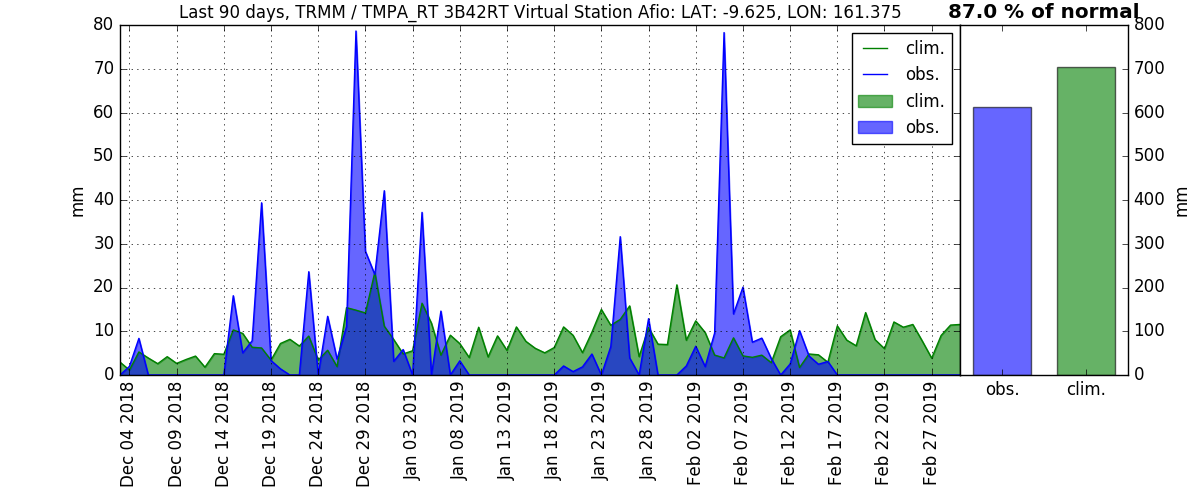 Last 90 days, TRMM / TMPA_RT 3B42RT Virtual Station Afio: LAT: -9.625, LON: 161.375
87.0 % of normal
80
70
60
50
40
30
20
10
0
mm
clim.
obs.
clim.
obs.
800
700
600
500
400
300
200
100
0
mm
Dec 04 2018
Dec 09 2018
Dec 14 2018
Dec 19 2018
Dec 24 2018
Dec 29 2018
Jan 03 2019
Jan 08 2019
Jan 13 2019
Jan 18 2019
Jan 23 2019
Jan 28 2019
Feb 02 2019
Feb 07 2019
Feb 12 2019
Feb 17 2019
Feb 22 2019
Feb 27 2019
obs.
clim.